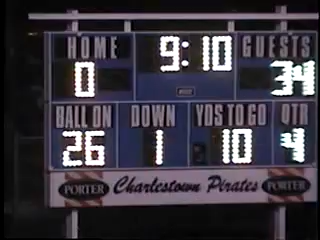 HOME 9:10 GUESTS
0 34
BALL ON DOWN YDS TO GO QTR
26 1 10 4
PORTER Charlestown Pirates PORTER